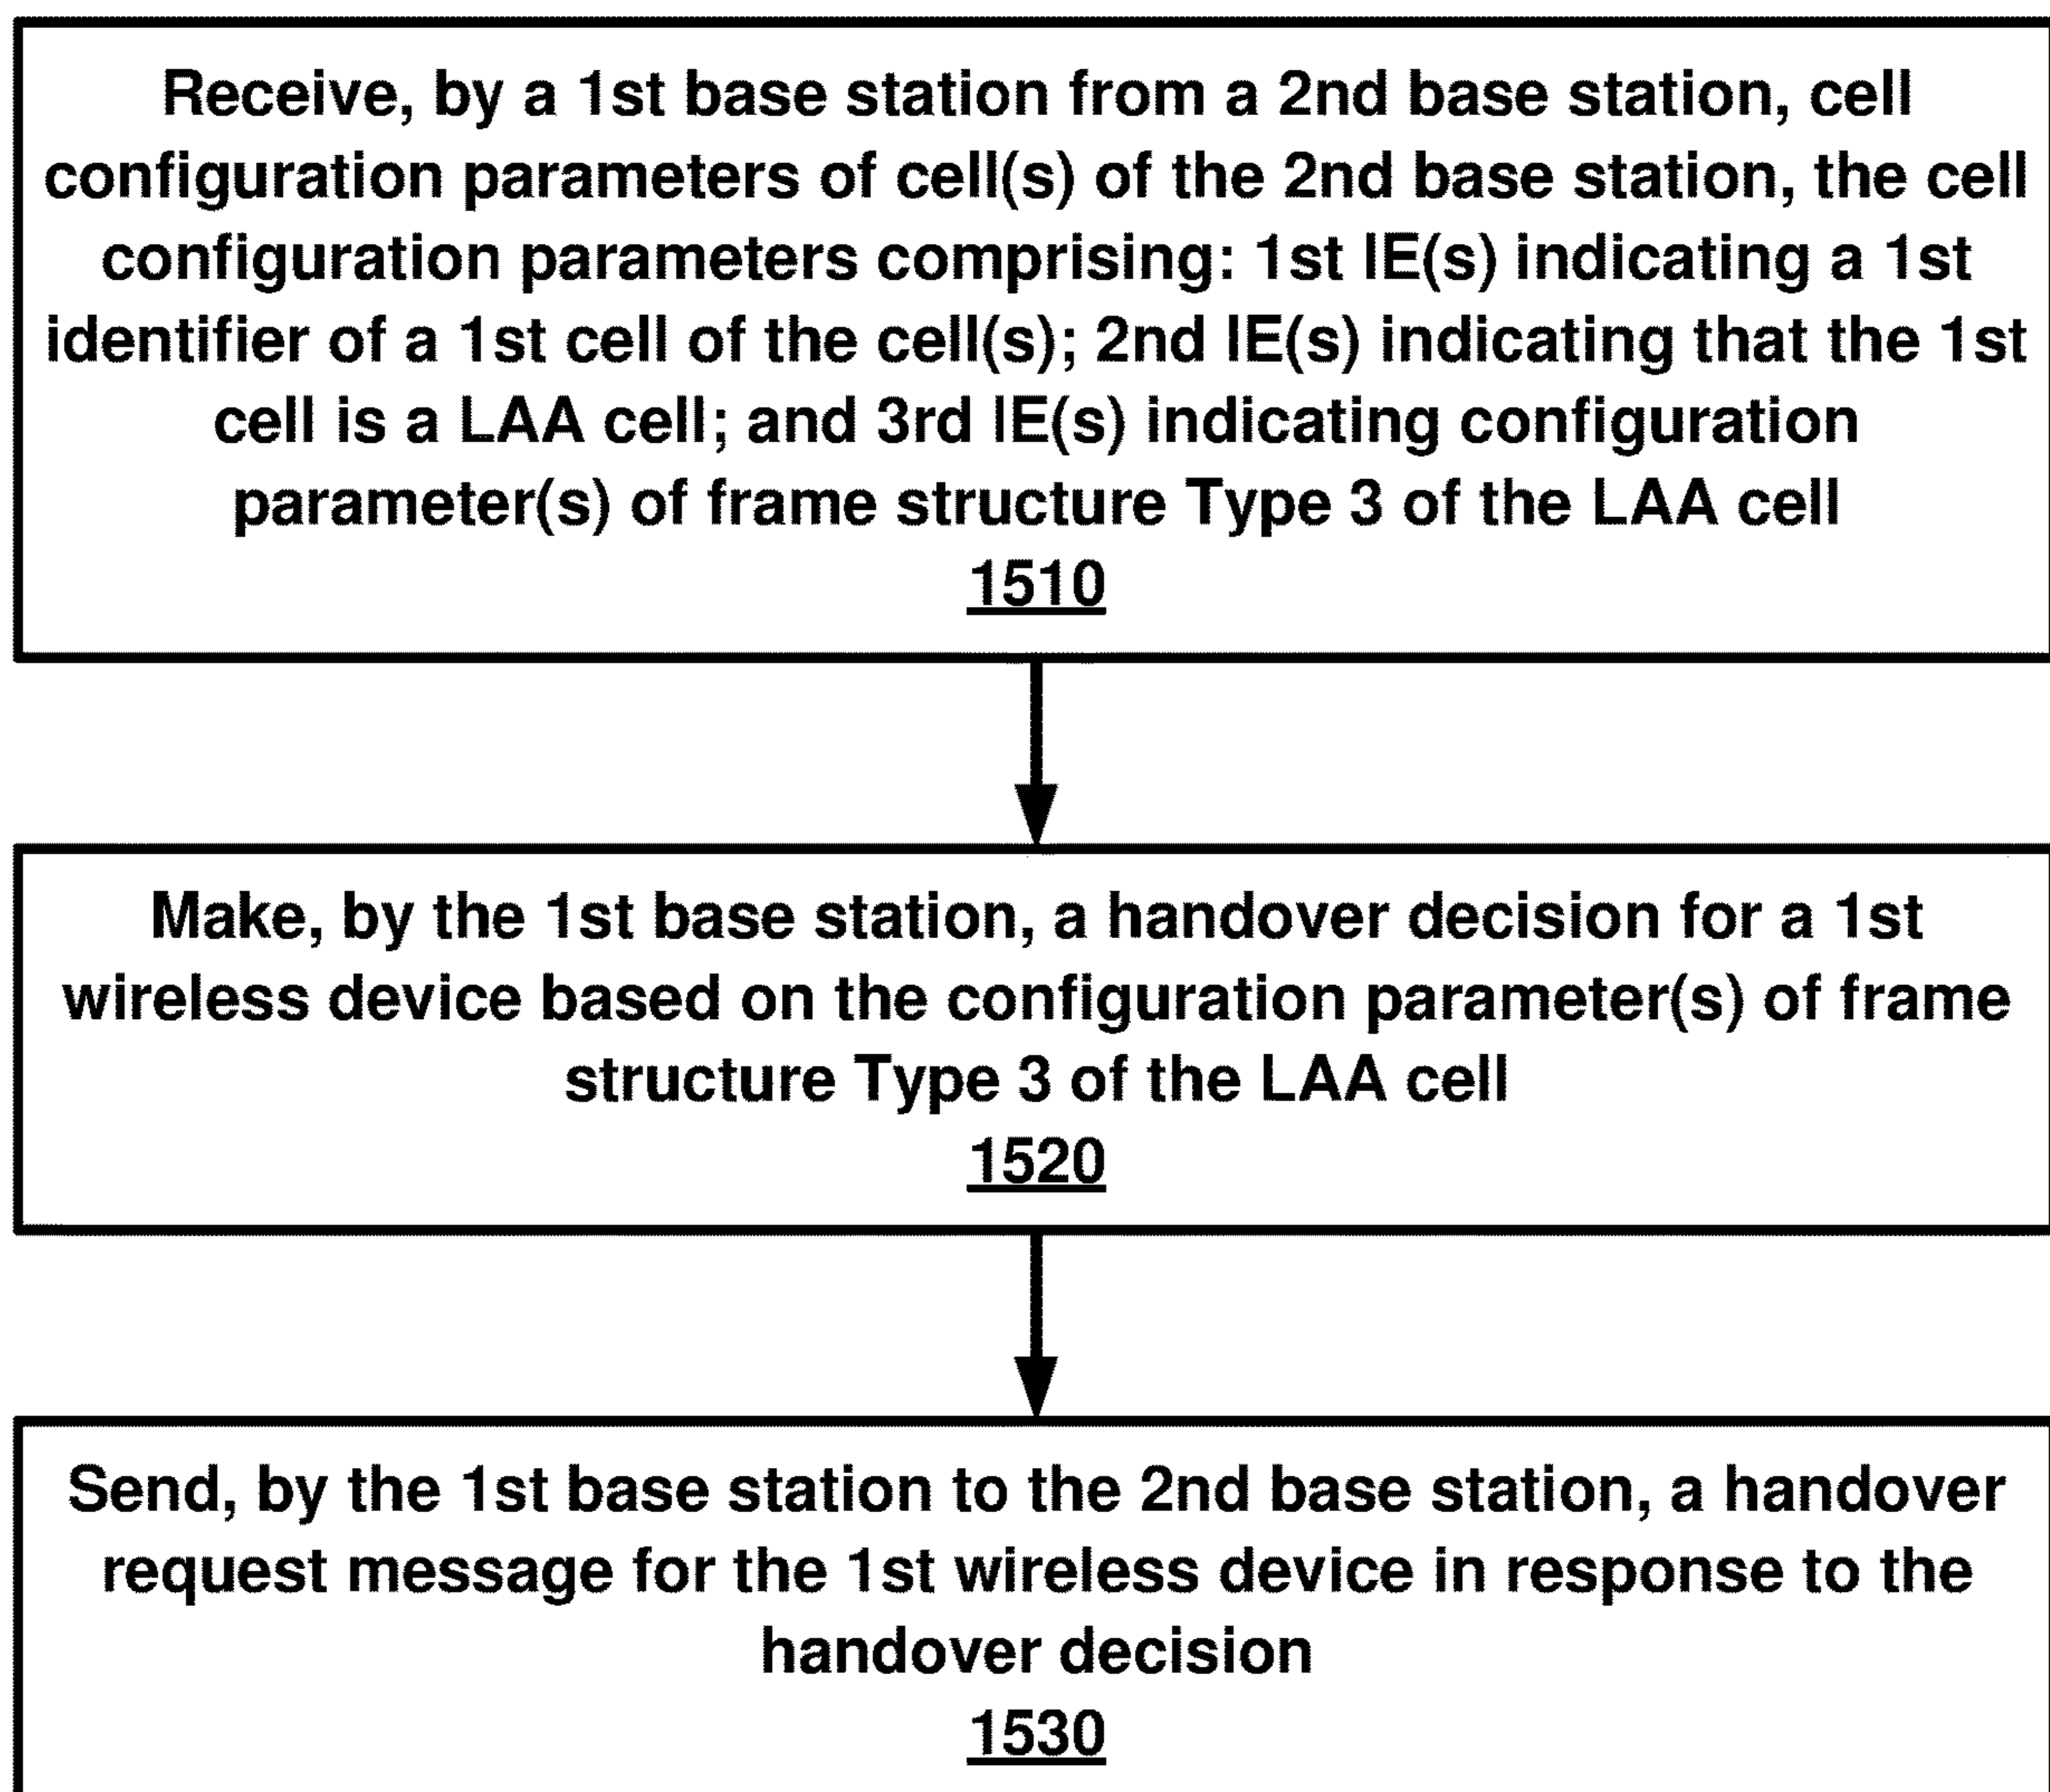 Receive, by a 1st base station from a 2nd base station, cell
configuration parameters of cell(s) of the 2nd base station, the cell
configuration parameters comprising: 1st IE(s) indicating a 1st
identifier of a 1st cell of the cell(s); 2nd IE(s) indicating that the 1st
cell is a LAA cell; and 3rd IE(s) indicating configuration
parameter(s) of frame structure Type 3 of the LAA cell
1510
Make, by the 1st base station, a handover decision for a 1st
wireless device based on the configuration parameter(s) of frame
structure Type 3 of the LAA cell
1520
Send, by the 1st base station to the 2nd base station, a handover
request message for the 1st wireless device in response to the
handover decision
1530